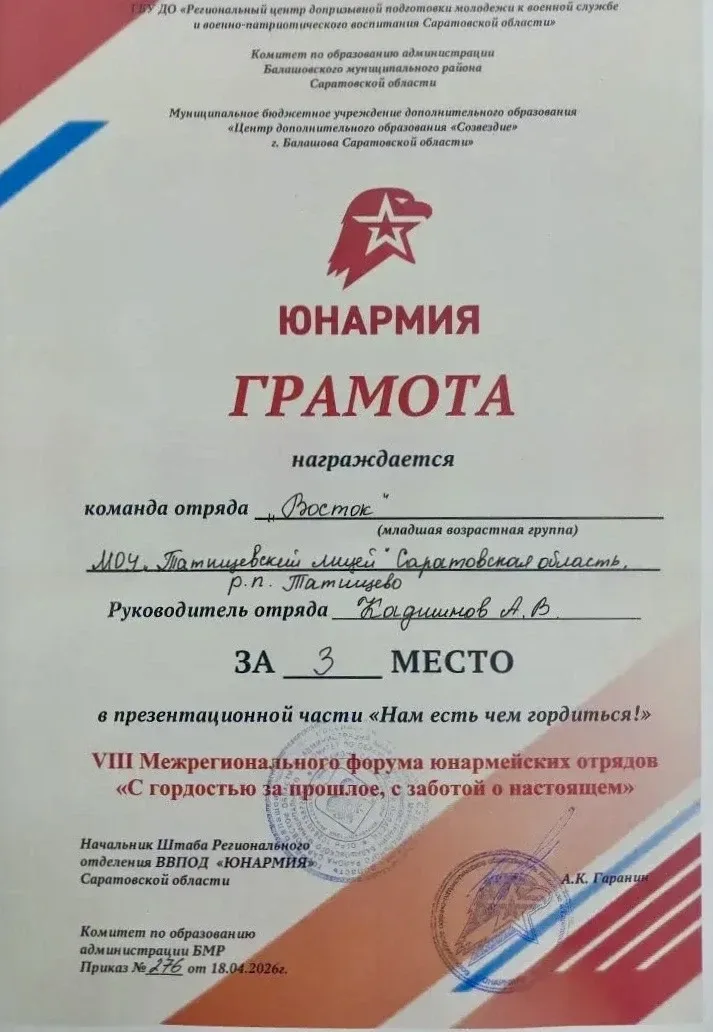 ГБУ ДО «Региональный центр допризывной подготовки молодежи к военной службе
и военно-патриотического воспитания Саратовской области»
Комитет по образованию администрации
Балашовского муниципального района
Саратовской области
Муниципальное бюджетное учреждение дополнительного образования
«Центр дополнительного образования «Созвездие»
г. Балашова Саратовской области»
ЮНАРМИЯ
ГРАМОТА
награждается
команда отряда „Восток"
(младшая возрастная группа)
МОУ „Татищевский лицей" Саратовская область,
р.п. Татищево
Руководитель отряда Кадишнов А.В.
ЗА 3 МЕСТО
в презентационной части «Нам есть чем гордиться!»
VIII Межрегионального форума юнармейских отрядов
«С гордостью за прошлое, с заботой о настоящем»
Начальник Штаба Регионального
отделения ВВПОД «ЮНАРМИЯ»
Саратовской области
А.К. Гаранин
Комитет по образованию
администрации БМР
Приказ № 276 от 18.04.2026г.